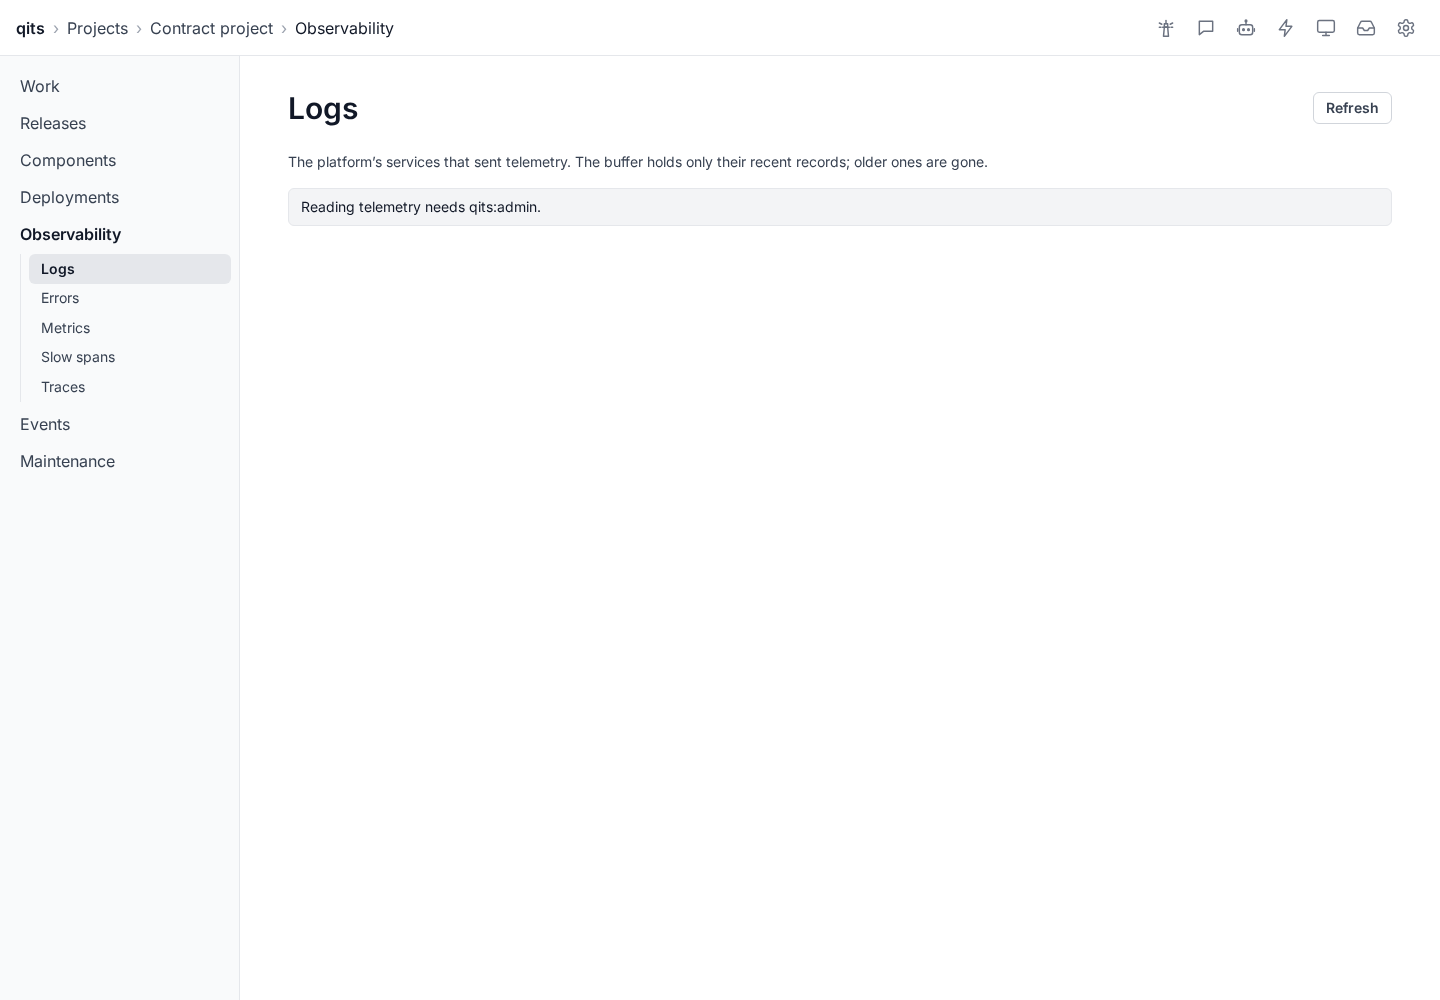 qits › Projects › Contract project › Observability
Work
Releases
Components
Deployments
Observability
Logs
Errors
Metrics
Slow spans
Traces
Events
Maintenance
Logs
Refresh
The platform’s services that sent telemetry. The buffer holds only their recent records; older ones are gone.
Reading telemetry needs qits:admin.